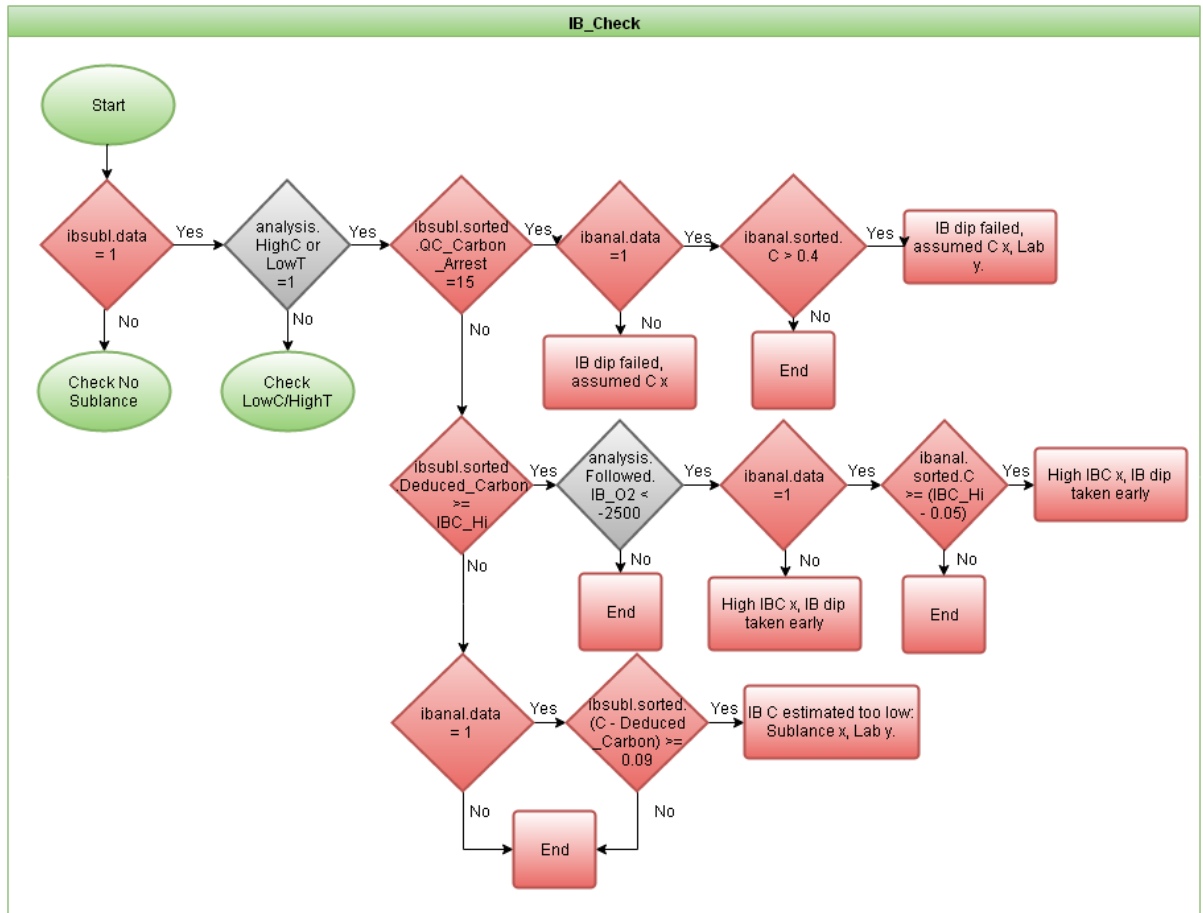 IB_Check
Start
ibsubl.data
= 1
Yes
No
Check No
Sublance
analysis.
HighC or
LowT
=1
Yes
No
Check
LowC/HighT
ibsubl.sorted
.QC_Carbon
_Arrest
=15
Yes
No
ibanal.data
=1
Yes
No
IB dip failed,
assumed C x
ibanal.sorted.
C > 0.4
Yes
No
End
IB dip failed,
assumed C x, Lab
y.
ibsubl.sorted
.Deduced_Carbon
>=
IBC_Hi
Yes
No
analysis.
Followed.
IB_O2 <
-2500
Yes
No
End
ibanal.data
=1
Yes
No
High IBC x, IB dip
taken early
ibanal.
sorted.C
>= (IBC_Hi
- 0.05)
Yes
No
End
High IBC x, IB dip
taken early
ibanal.data
= 1
Yes
No
Ibsubl.sorted.
(C - Deduced
_Carbon) >=
0.09
Yes
No
IB C estimated too low:
Sublance x, Lab y.
End